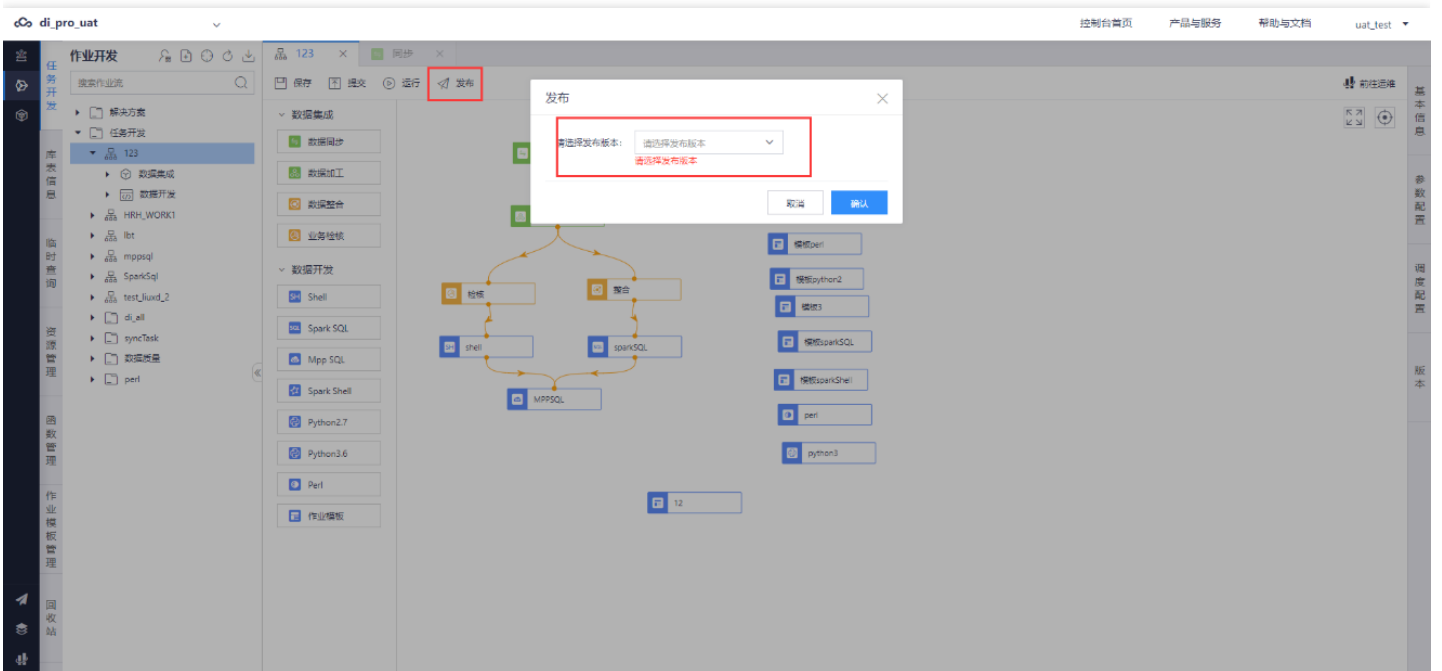 di_pro_uat
控制台首页
产品与服务
帮助与文档
uat_test
任务开发
库表信息
临时查询
资源管理
函数管理
作业模板管理
回收站
作业开发
搜索作业流
解决方案
任务开发
123
数据集成
数据开发
HRH_WORK1
lbt
mppsql
SparkSql
test_liuxd_2
di_all
syncTask
数据质量
perl
123
同步
保存
提交
运行
发布
前往运维
数据集成
数据同步
数据加工
数据整合
业务检核
数据开发
Shell
Spark SQL
Mpp SQL
Spark Shell
Python2.7
Python3.6
Perl
作业模板
发布
请选择发布版本：
请选择发布版本
请选择发布版本
取消
确认
检核
整合
shell
sparkSQL
MPPSQL
12
模板perl
模板python2
模板3
模板sparkSQL
模板sparkShell
perl
python3
基本信息
参数配置
调度配置
版本